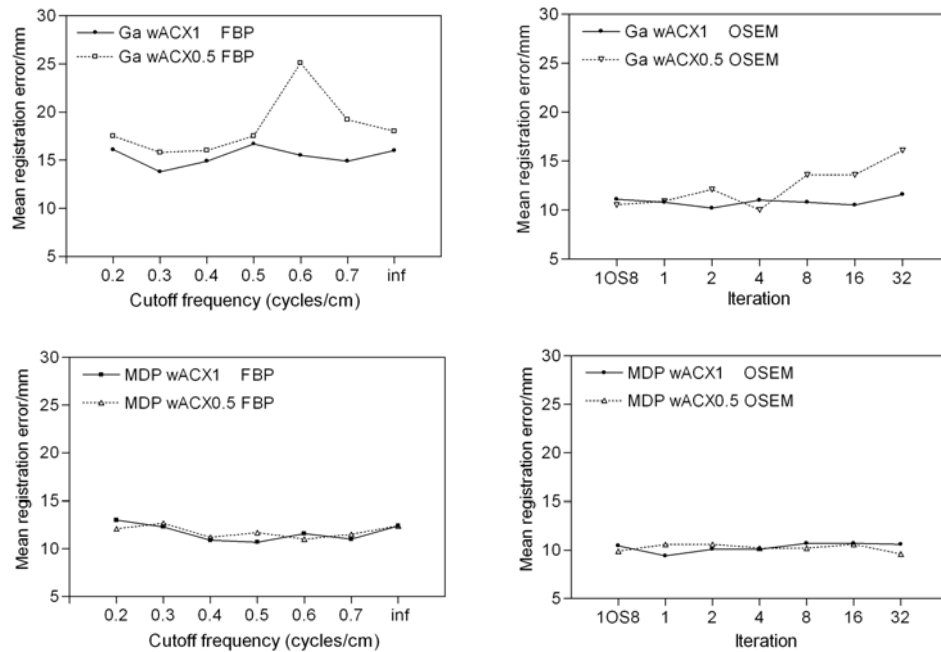 30
25
20
15
10
5
Mean registration error/mm
Ga wACX1 FBP
Ga wACX0.5 FBP
0.2 0.3 0.4 0.5 0.6 0.7 inf
Cutoff frequency (cycles/cm)
30
25
20
15
10
5
Mean registration error/mm
Ga wACX1 OSEM
Ga wACX0.5 OSEM
1OS8 1 2 4 8 16 32
Iteration
30
25
20
15
10
5
Mean registration error/mm
MDP wACX1 FBP
MDP wACX0.5 FBP
0.2 0.3 0.4 0.5 0.6 0.7 inf
Cutoff frequency (cycles/cm)
30
25
20
15
10
5
Mean registration error/mm
MDP wACX1 OSEM
MDP wACX0.5 OSEM
1OS8 1 2 4 8 16 32
Iteration